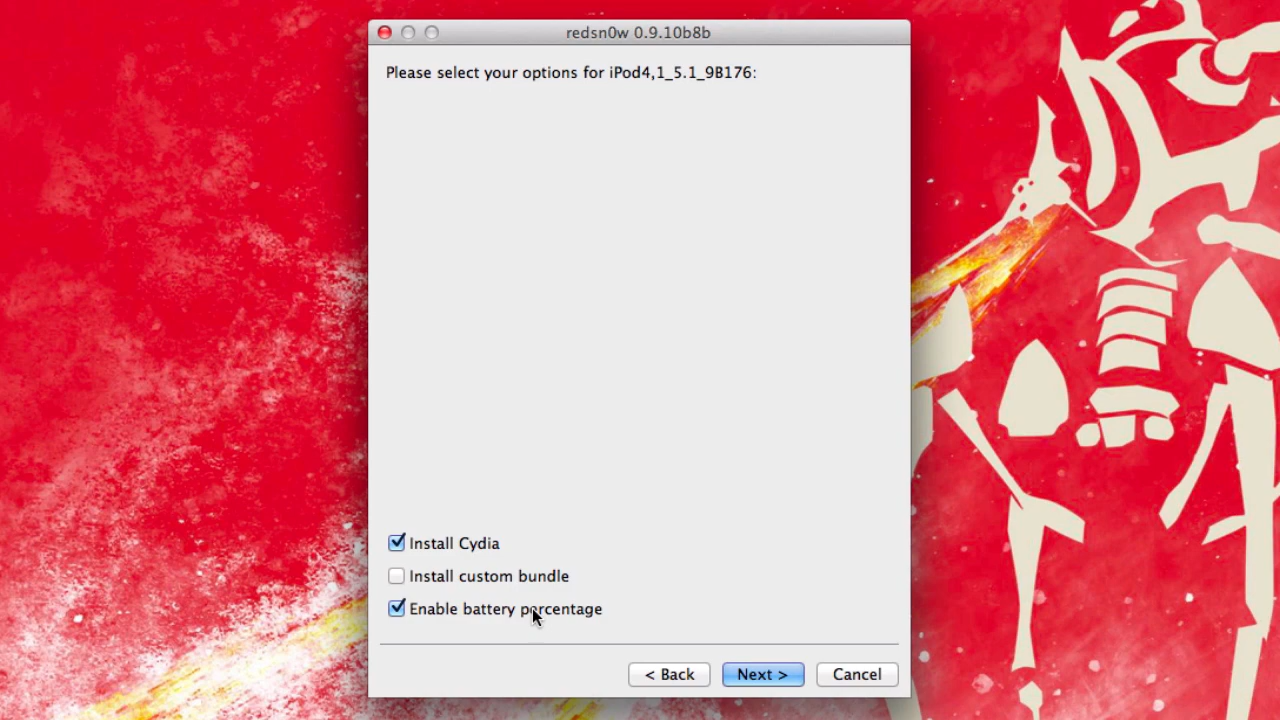 redsn0w 0.9.10b8b
Please select your options for iPod4,1_5.1_9B176:
Install Cydia
Install custom bundle
Enable battery percentage
< Back
Next >
Cancel